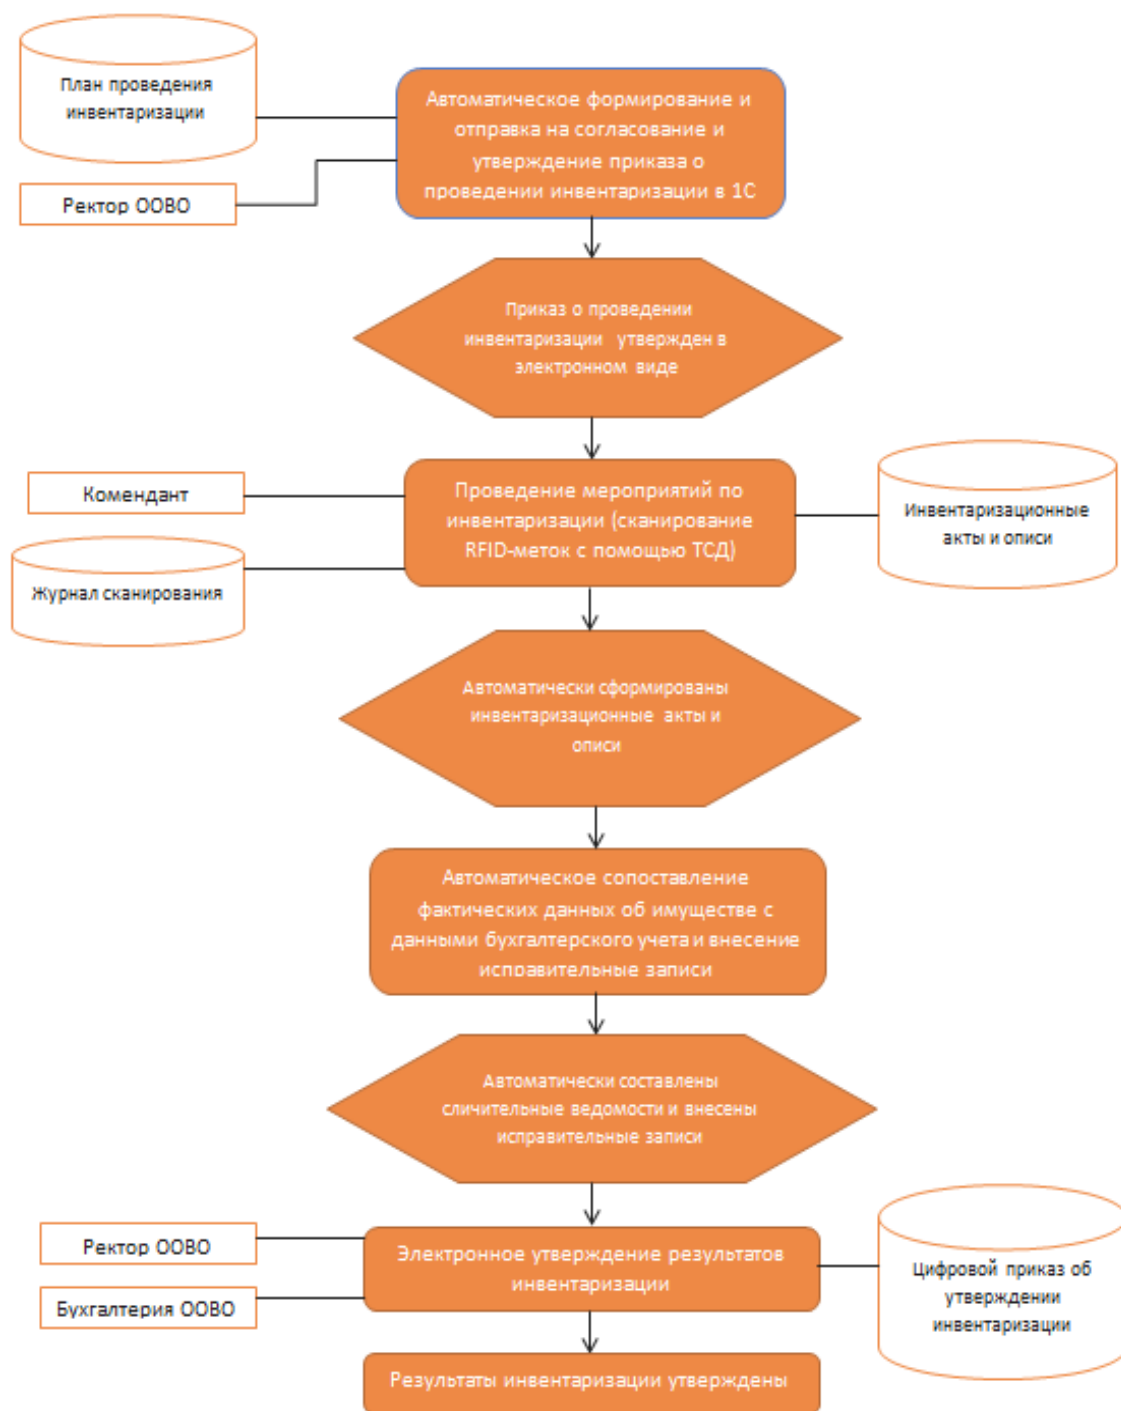 План проведения
инвентаризации
Ректор ООВО
Автоматическое формирование и
отправка на согласование и
утверждение приказа о
проведении инвентаризации в 1С
Приказ о проведении
инвентаризации утвержден в
электронном виде
Комендант
Журнал сканирования
Проведение мероприятий по
инвентаризации (сканирование
RFID-меток с помощью ТСД)
Инвентаризационные
акты и описи
Автоматически сформированы
инвентаризационные акты и
описи
Автоматическое сопоставление
фактических данных об имуществе с
данными бухгалтерского учета и внесение
исправительные записи
Автоматически составлены
сличительные ведомости и внесены
исправительные записи
Ректор ООВО
Бухгалтерия ООВО
Электронное утверждение результатов
инвентаризации
Цифровой приказ об
утверждении
инвентаризации
Результаты инвентаризации утверждены